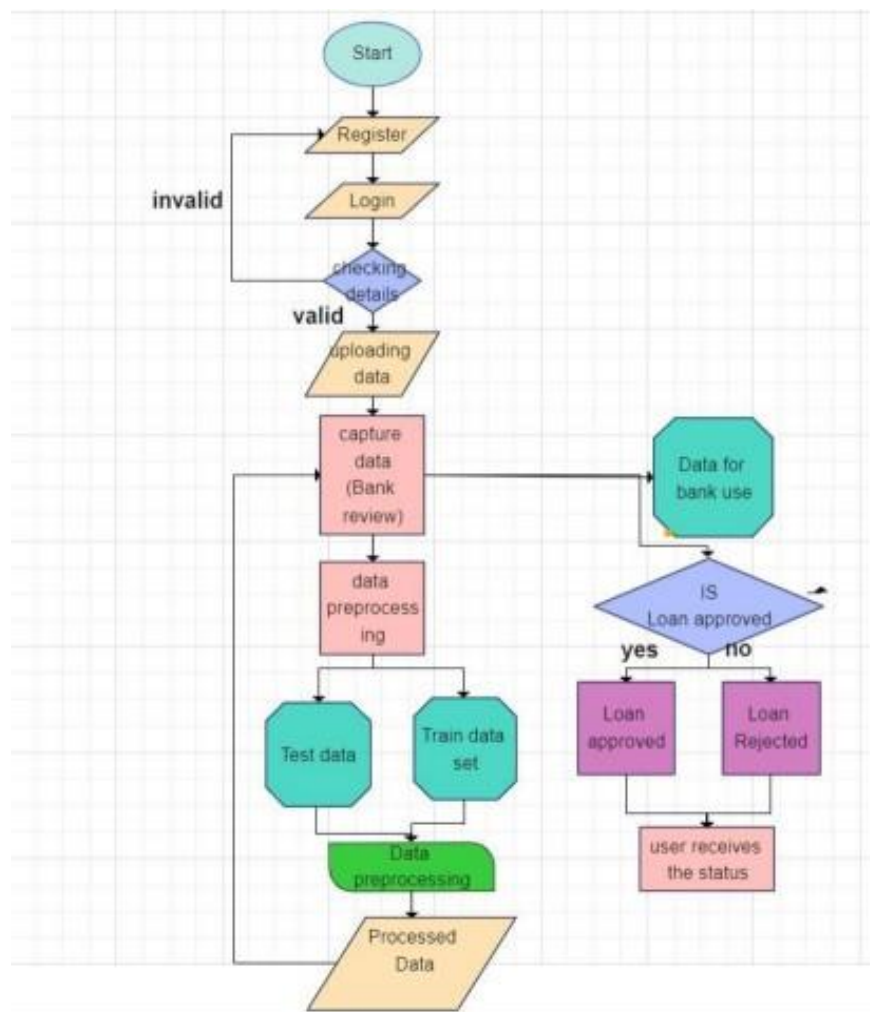 Start
Register
Login
invalid
checking
details
valid
uploading
data
capture
data
(Bank
review)
Data for
bank use
data
preprocess
ing
IS
Loan approved
yes
no
Test data
Train data
set
Loan
approved
Loan
Rejected
Data
preprocessing
user receives
the status
Processed
Data